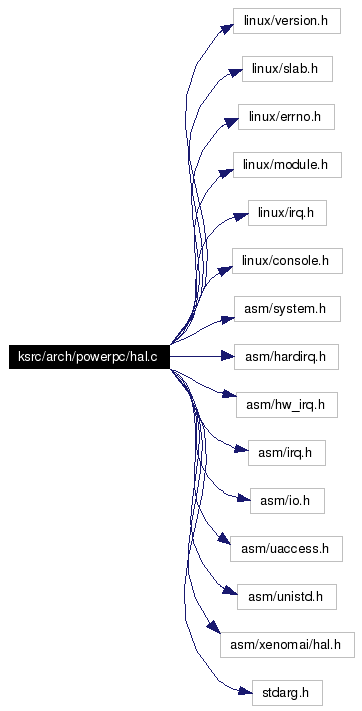 linux/version.h
linux/slab.h
linux/errno.h
linux/module.h
linux/irq.h
linux/console.h
asm/system.h
ksrc/arch/powerpc/hal.c
asm/hardirq.h
asm/hw_irq.h
asm/irq.h
asm/io.h
asm/uaccess.h
asm/unistd.h
asm/xenomai/hal.h
stdarg.h